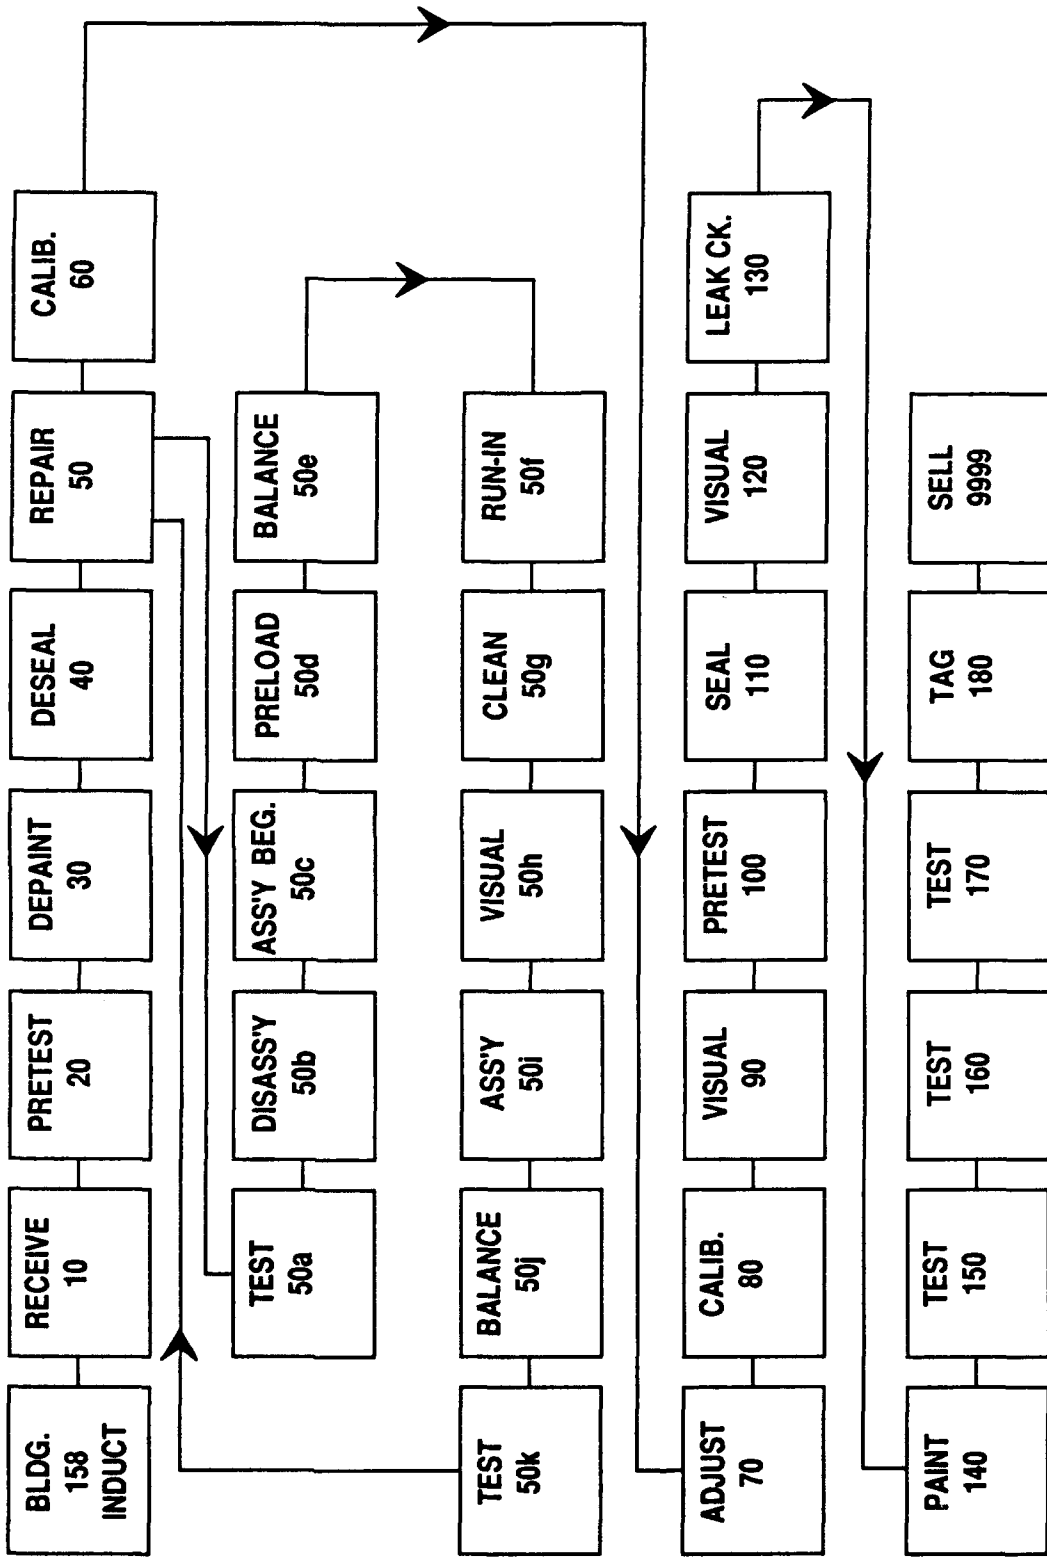 BLDG.
158
INDUCT
RECEIVE
10
PRETEST
20
DEPAINT
30
DESEAL
40
REPAIR
50
CALIB.
60
TEST
50a
DISASS'Y
50b
ASS'Y BEG.
50c
PRELOAD
50d
BALANCE
50e
TEST
50k
BALANCE
50j
ASS'Y
50i
VISUAL
50h
CLEAN
50g
RUN-IN
50f
ADJUST
70
CALIB.
80
VISUAL
90
PRETEST
100
SEAL
110
VISUAL
120
LEAK CK.
130
PAINT
140
TEST
150
TEST
160
TEST
170
TAG
180
SELL
9999